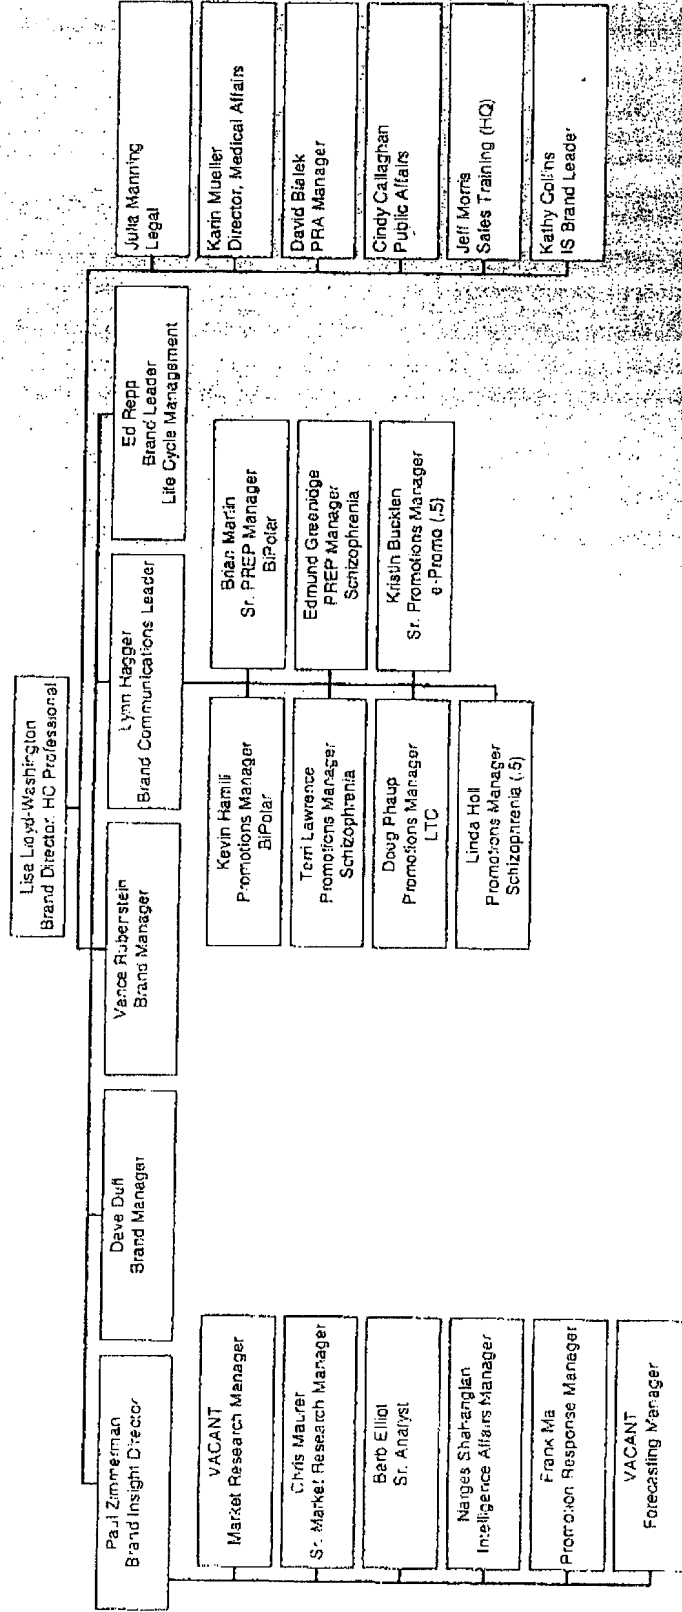 Lisa Lloyd-Washington
Brand Director, HC Professional
Paul Zimmerman
Brand Insight Director
Dave Duff
Brand Manager
Vance Ruberstein
Brand Manager
Lynn Hagger
Brand Communications Leader
Ed Repp
Brand Leader
Life Cycle Management
VACANT
Market Research Manager
Chris Maurer
Sr. Market Research Manager
Barb Elliot
Sr. Analyst
Narges
Intelligence Affairs Manager
Frank Ma
Promotion Response Manager
VACANT
Forecasting Manager
Kevin Hamill
Promotions Manager
BiPolar
Terri Lawrence
Promotions Manager
Schizophrenia
Doug Phaup
Promotions Manager
LTC
Linda Holl
Promotions Manager
Schizophrenia (.5)
Brian Martin
Sr. PREP Manager
BiPolar
Edmund Greenidge
PREP Manager
Schizophrenia
Kristin Bucklen
Sr. Promotions Manager
e-Promo (.5)
Julia Manning
Legal
Karin Mueller
Director, Medical Affairs
David Bialek
PRA Manager
Cindy Callaghan
Public Affairs
Jeff Morris
Sales Training (HQ)
Kathy Collins
IS Brand Leader